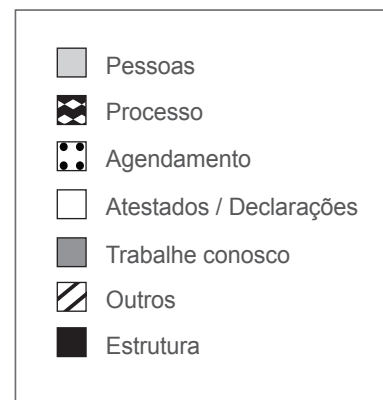 Pessoas
Processo
Agendamento
Atestados / Declarações
Trabalhe conosco
Outros
Estrutura